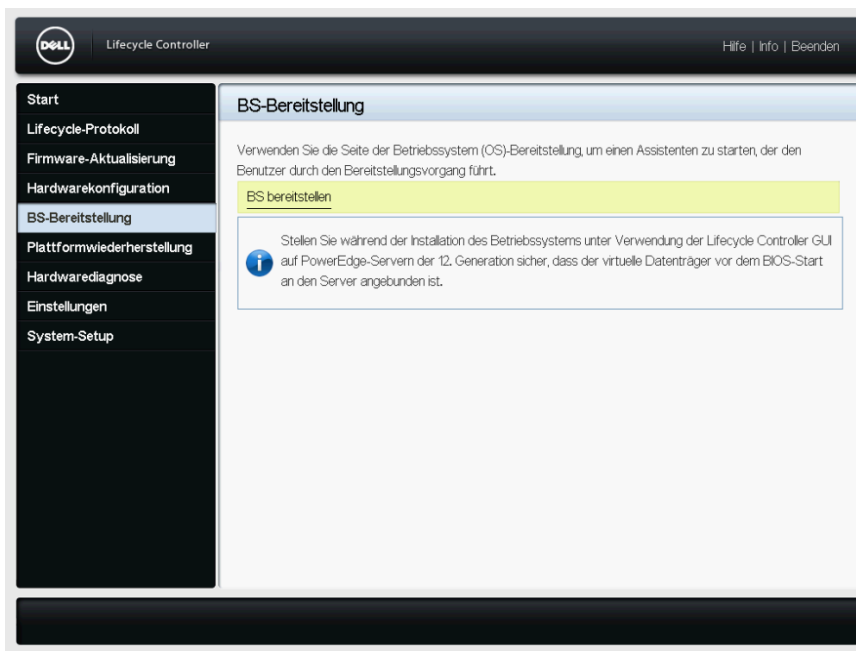 DELL
Lifecycle Controller
Hilfe | Info | Beenden
Start
Lifecycle-Protokoll
Firmware-Aktualisierung
Hardwarekonfiguration
BS-Bereitstellung
Plattformwiederherstellung
Hardwarediagnose
Einstellungen
System-Setup
BS-Bereitstellung
Verwenden Sie die Seite der Betriebssystem (OS)-Bereitstellung, um einen Assistenten zu starten, der den
Benutzer durch den Bereitstellungsvorgang führt.
BS bereitstellen
Stellen Sie während der Installation des Betriebssystems unter Verwendung der Lifecycle Controller GUI
auf PowerEdge-Servern der 12. Generation sicher, dass der virtuelle Datenträger vor dem BIOS-Start
an den Server angebunden ist.